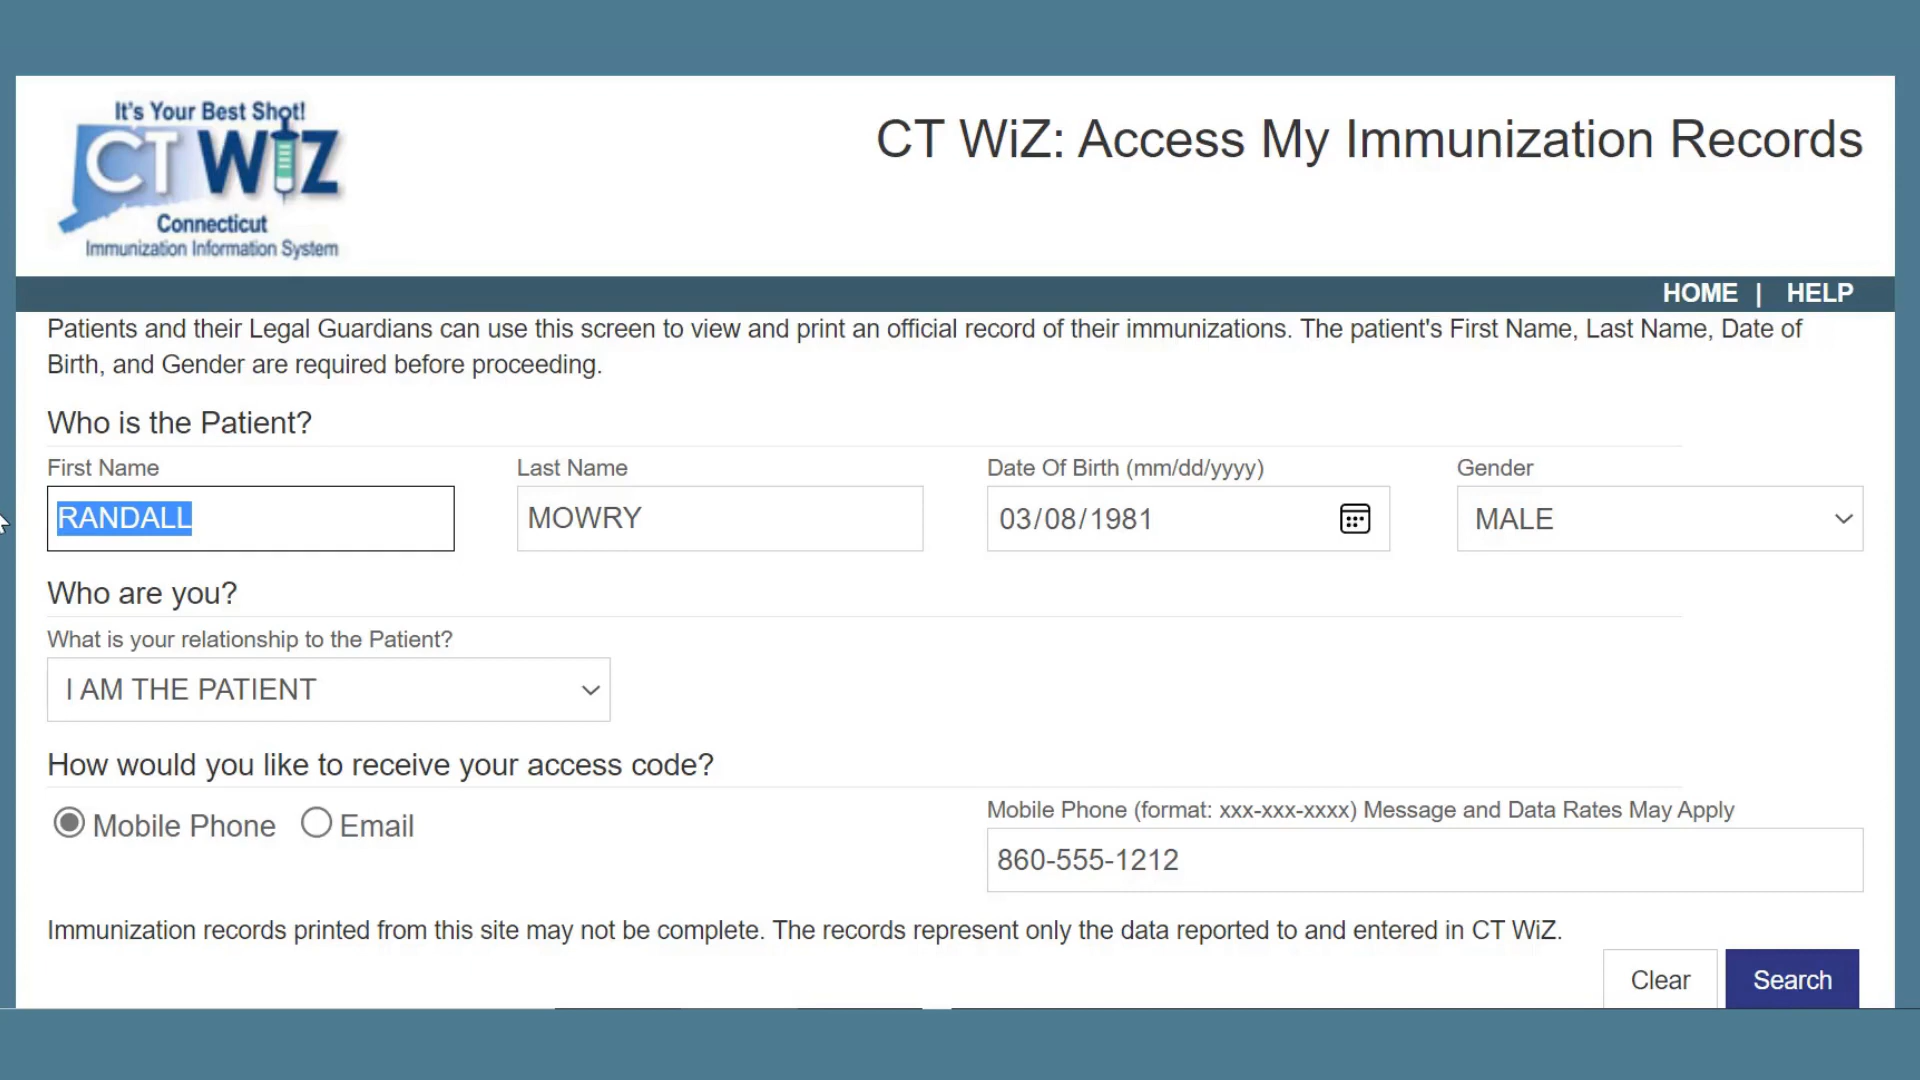 It's Your Best Shot!
CT WiZ
Connecticut
Immunization Information System
CT WiZ: Access My Immunization Records
HOME | HELP
Patients and their Legal Guardians can use this screen to view and print an official record of their immunizations. The patient's First Name, Last Name, Date of
Birth, and Gender are required before proceeding.
Who is the Patient?
First Name
Last Name
Date Of Birth (mm/dd/yyyy)
Gender
RANDALL
MOWRY
03/08/1981
MALE
Who are you?
What is your relationship to the Patient?
I AM THE PATIENT
How would you like to receive your access code?
Mobile Phone
Email
Mobile Phone (format: xxx-xxx-xxxx) Message and Data Rates May Apply
860-555-1212
Immunization records printed from this site may not be complete. The records represent only the data reported to and entered in CT WiZ.
Clear
Search